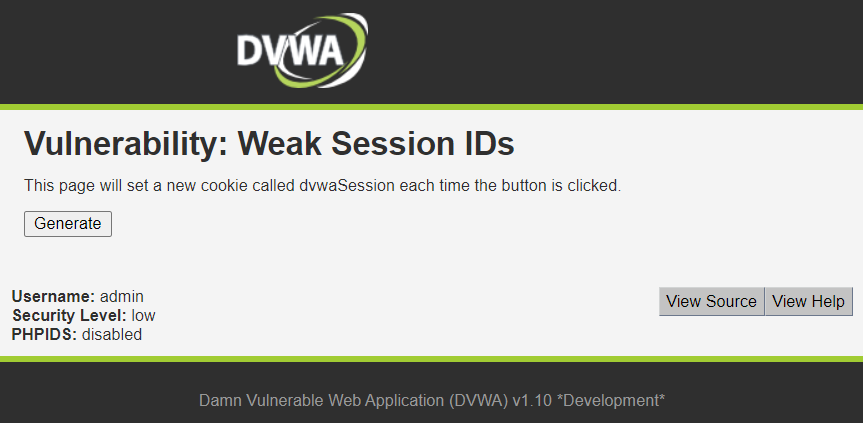 DVWA
Vulnerability: Weak Session IDs
This page will set a new cookie called dvwaSession each time the button is clicked.
Generate
Username: admin
Security Level: low
PHPIDS: disabled
View Source View Help
Damn Vulnerable Web Application (DVWA) v1.10 *Development*